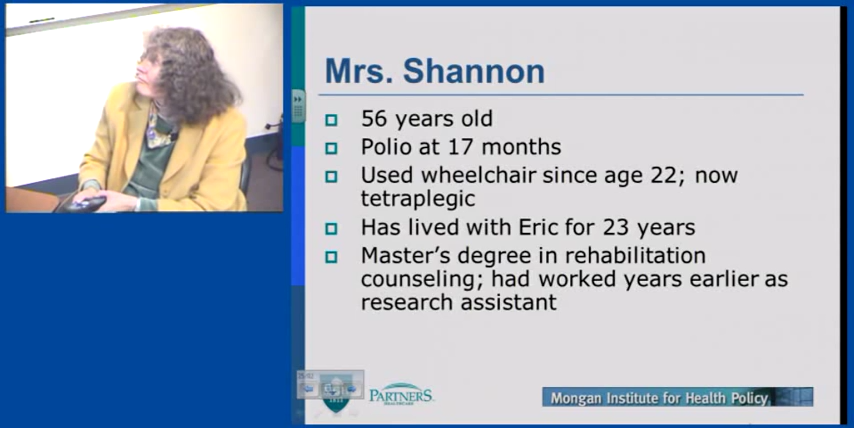 Mrs. Shannon
56 years old
Polio at 17 months
Used wheelchair since age 22; now
tetraplegic
Has lived with Eric for 23 years
Master's degree in rehabilitation
counseling; had worked years earlier as
research assistant
PARTNERS
HEALTHCARE
Mongan Institute for Health Policy